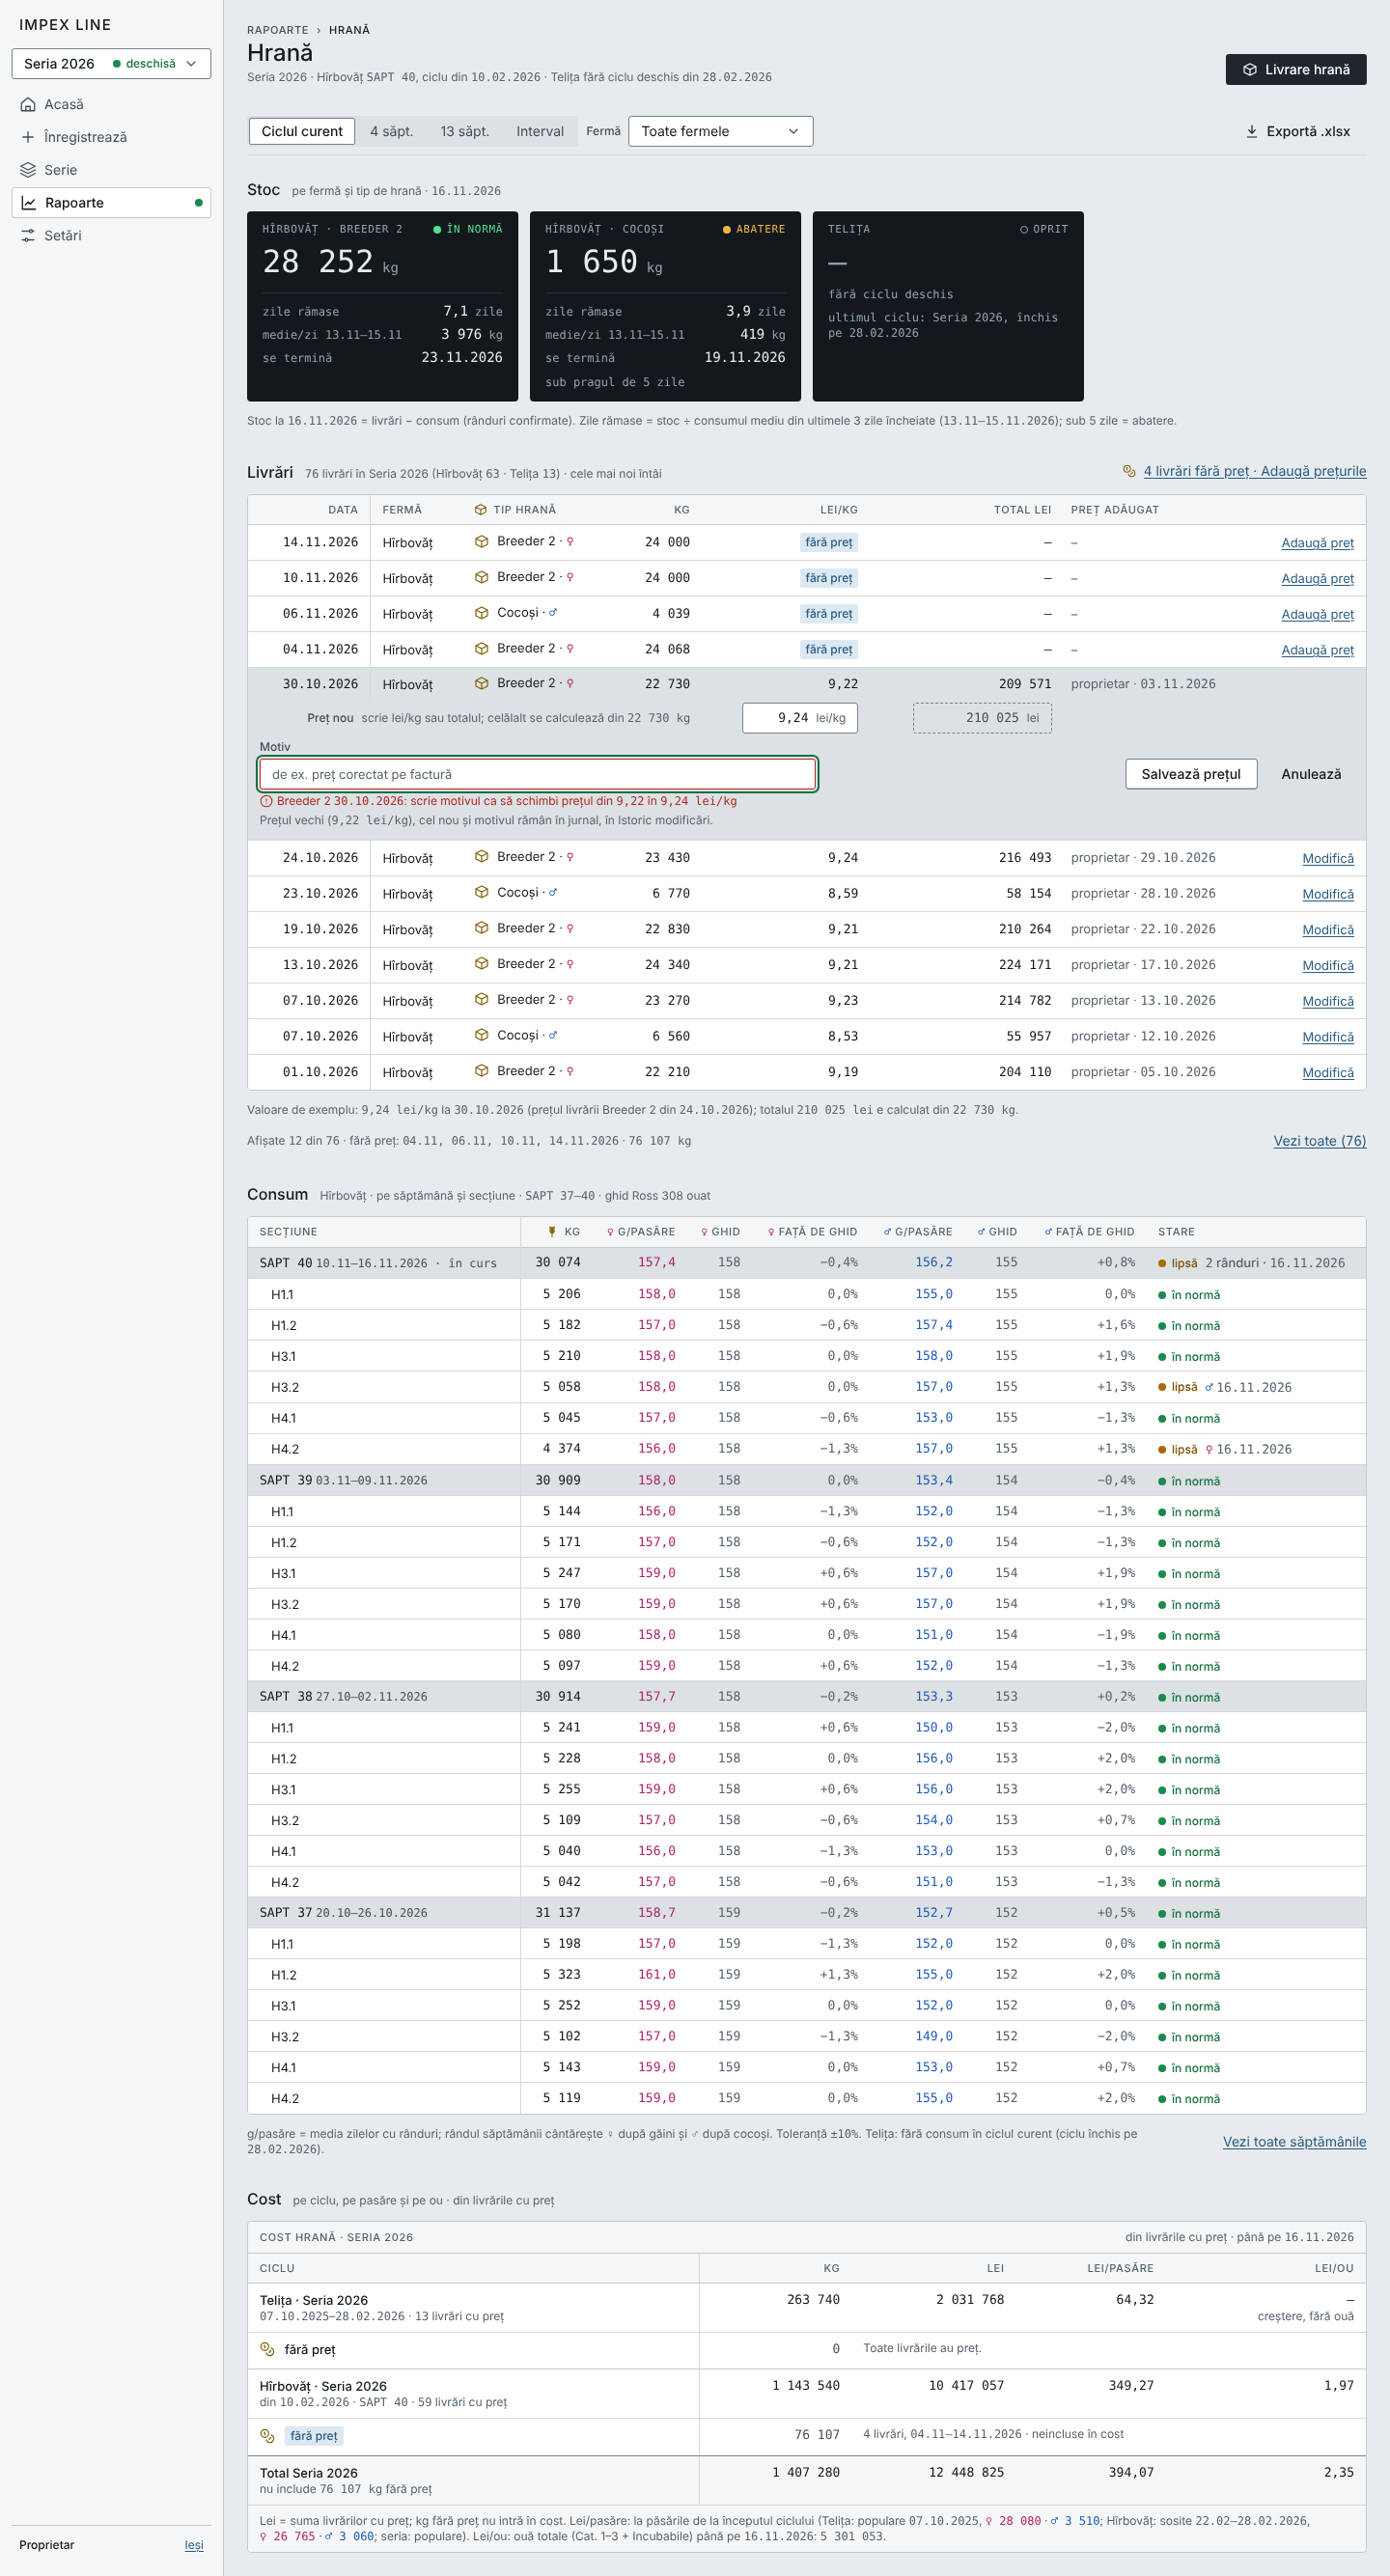 IMPEX LINE
Seria 2026 deschisă
Acasă
Înregistrează
Serie
Rapoarte
Setări
Proprietar Ieși
RAPOARTE › HRANĂ
Hrană
Seria 2026 · Hîrbovăț SAPT 40, ciclu din 10.02.2026 · Telița fără ciclu deschis din 28.02.2026
Livrare hrană
Ciclul curent 4 săpt. 13 săpt. Interval Fermă Toate fermele Exportă .xlsx
Stoc pe fermă și tip de hrană · 16.11.2026
HÎRBOVĂȚ · BREEDER 2 ÎN NORMĂ
28 252 kg
zile rămase 7,1 zile
medie/zi 13.11–15.11 3 976 kg
se termină 23.11.2026
HÎRBOVĂȚ · COCOȘI ABATERE
1 650 kg
zile rămase 3,9 zile
medie/zi 13.11–15.11 419 kg
se termină 19.11.2026
sub pragul de 5 zile
TELIȚA OPRIT
—
fără ciclu deschis
ultimul ciclu: Seria 2026, închis
pe 28.02.2026
Stoc la 16.11.2026 = livrări − consum (rânduri confirmate). Zile rămase = stoc ÷ consumul mediu din ultimele 3 zile încheiate (13.11–15.11.2026); sub 5 zile = abatere.
Livrări 76 livrări în Seria 2026 (Hîrbovăț 63 · Telița 13) · cele mai noi întâi 4 livrări fără preț · Adaugă prețurile
DATA FERMĂ TIP HRANĂ KG LEI/KG TOTAL LEI PREȚ ADĂUGAT
14.11.2026 Hîrbovăț Breeder 2 · ♀ 24 000 fără preț — – Adaugă preț
10.11.2026 Hîrbovăț Breeder 2 · ♀ 24 000 fără preț — – Adaugă preț
06.11.2026 Hîrbovăț Cocoși · ♂ 4 039 fără preț — – Adaugă preț
04.11.2026 Hîrbovăț Breeder 2 · ♀ 24 068 fără preț — – Adaugă preț
30.10.2026 Hîrbovăț Breeder 2 · ♀ 22 730 9,22 209 571 proprietar · 03.11.2026
Preț nou scrie lei/kg sau totalul; celălalt se calculează din 22 730 kg 9,24 lei/kg 210 025 lei
Motiv
de ex. preț corectat pe factură Salvează prețul Anulează
Breeder 2 30.10.2026: scrie motivul ca să schimbi prețul din 9,22 în 9,24 lei/kg
Prețul vechi (9,22 lei/kg), cel nou și motivul rămân în jurnal, în Istoric modificări.
24.10.2026 Hîrbovăț Breeder 2 · ♀ 23 430 9,24 216 493 proprietar · 29.10.2026 Modifică
23.10.2026 Hîrbovăț Cocoși · ♂ 6 770 8,59 58 154 proprietar · 28.10.2026 Modifică
19.10.2026 Hîrbovăț Breeder 2 · ♀ 22 830 9,21 210 264 proprietar · 22.10.2026 Modifică
13.10.2026 Hîrbovăț Breeder 2 · ♀ 24 340 9,21 224 171 proprietar · 17.10.2026 Modifică
07.10.2026 Hîrbovăț Breeder 2 · ♀ 23 270 9,23 214 782 proprietar · 13.10.2026 Modifică
07.10.2026 Hîrbovăț Cocoși · ♂ 6 560 8,53 55 957 proprietar · 12.10.2026 Modifică
01.10.2026 Hîrbovăț Breeder 2 · ♀ 22 210 9,19 204 110 proprietar · 05.10.2026 Modifică
Valoare de exemplu: 9,24 lei/kg la 30.10.2026 (prețul livrării Breeder 2 din 24.10.2026); totalul 210 025 lei e calculat din 22 730 kg.
Afișate 12 din 76 · fără preț: 04.11, 06.11, 10.11, 14.11.2026 · 76 107 kg Vezi toate (76)
Consum Hîrbovăț · pe săptămână și secțiune · SAPT 37–40 · ghid Ross 308 ouat
SECȚIUNE KG ♀ G/PASĂRE ♀ GHID ♀ FAȚĂ DE GHID ♂ G/PASĂRE ♂ GHID ♂ FAȚĂ DE GHID STARE
SAPT 40 10.11–16.11.2026 · în curs 30 074 157,4 158 −0,4% 156,2 155 +0,8% lipsă 2 rânduri · 16.11.2026
H1.1 5 206 158,0 158 0,0% 155,0 155 0,0% în normă
H1.2 5 182 157,0 158 −0,6% 157,4 155 +1,6% în normă
H3.1 5 210 158,0 158 0,0% 158,0 155 +1,9% în normă
H3.2 5 058 158,0 158 0,0% 157,0 155 +1,3% lipsă ♂ 16.11.2026
H4.1 5 045 157,0 158 −0,6% 153,0 155 −1,3% în normă
H4.2 4 374 156,0 158 −1,3% 157,0 155 +1,3% lipsă ♀ 16.11.2026
SAPT 39 03.11–09.11.2026 30 909 158,0 158 0,0% 153,4 154 −0,4% în normă
H1.1 5 144 156,0 158 −1,3% 152,0 154 −1,3% în normă
H1.2 5 171 157,0 158 −0,6% 152,0 154 −1,3% în normă
H3.1 5 247 159,0 158 +0,6% 157,0 154 +1,9% în normă
H3.2 5 170 159,0 158 +0,6% 157,0 154 +1,9% în normă
H4.1 5 080 158,0 158 0,0% 151,0 154 −1,9% în normă
H4.2 5 097 159,0 158 +0,6% 152,0 154 −1,3% în normă
SAPT 38 27.10–02.11.2026 30 914 157,7 158 −0,2% 153,3 153 +0,2% în normă
H1.1 5 241 159,0 158 +0,6% 150,0 153 −2,0% în normă
H1.2 5 228 158,0 158 0,0% 156,0 153 +2,0% în normă
H3.1 5 255 159,0 158 +0,6% 156,0 153 +2,0% în normă
H3.2 5 109 157,0 158 −0,6% 154,0 153 +0,7% în normă
H4.1 5 040 156,0 158 −1,3% 153,0 153 0,0% în normă
H4.2 5 042 157,0 158 −0,6% 151,0 153 −1,3% în normă
SAPT 37 20.10–26.10.2026 31 137 158,7 159 −0,2% 152,7 152 +0,5% în normă
H1.1 5 198 157,0 159 −1,3% 152,0 152 0,0% în normă
H1.2 5 323 161,0 159 +1,3% 155,0 152 +2,0% în normă
H3.1 5 252 159,0 159 0,0% 152,0 152 0,0% în normă
H3.2 5 102 157,0 159 −1,3% 149,0 152 −2,0% în normă
H4.1 5 143 159,0 159 0,0% 153,0 152 +0,7% în normă
H4.2 5 119 159,0 159 0,0% 155,0 152 +2,0% în normă
g/pasăre = media zilelor cu rânduri; rândul săptămânii cântărește ♀ după găini și ♂ după cocoși. Toleranță ±10%. Telița: fără consum în ciclul curent (ciclu închis pe
28.02.2026). Vezi toate săptămânile
Cost pe ciclu, pe pasăre și pe ou · din livrările cu preț
COST HRANĂ · SERIA 2026 din livrările cu preț · până pe 16.11.2026
CICLU KG LEI LEI/PASĂRE LEI/OU
Telița · Seria 2026 263 740 2 031 768 64,32 —
07.10.2025–28.02.2026 · 13 livrări cu preț creștere, fără ouă
fără preț 0 Toate livrările au preț.
Hîrbovăț · Seria 2026 1 143 540 10 417 057 349,27 1,97
din 10.02.2026 · SAPT 40 · 59 livrări cu preț
fără preț 76 107 4 livrări, 04.11–14.11.2026 · neincluse în cost
Total Seria 2026 1 407 280 12 448 825 394,07 2,35
nu include 76 107 kg fără preț
Lei = suma livrărilor cu preț; kg fără preț nu intră în cost. Lei/pasăre: la păsările de la începutul ciclului (Telița: populare 07.10.2025, ♀ 28 080 · ♂ 3 510; Hîrbovăț: sosite 22.02–28.02.2026,
♀ 26 765 · ♂ 3 060; seria: populare). Lei/ou: ouă totale (Cat. 1–3 + Incubabile) până pe 16.11.2026: 5 301 053.